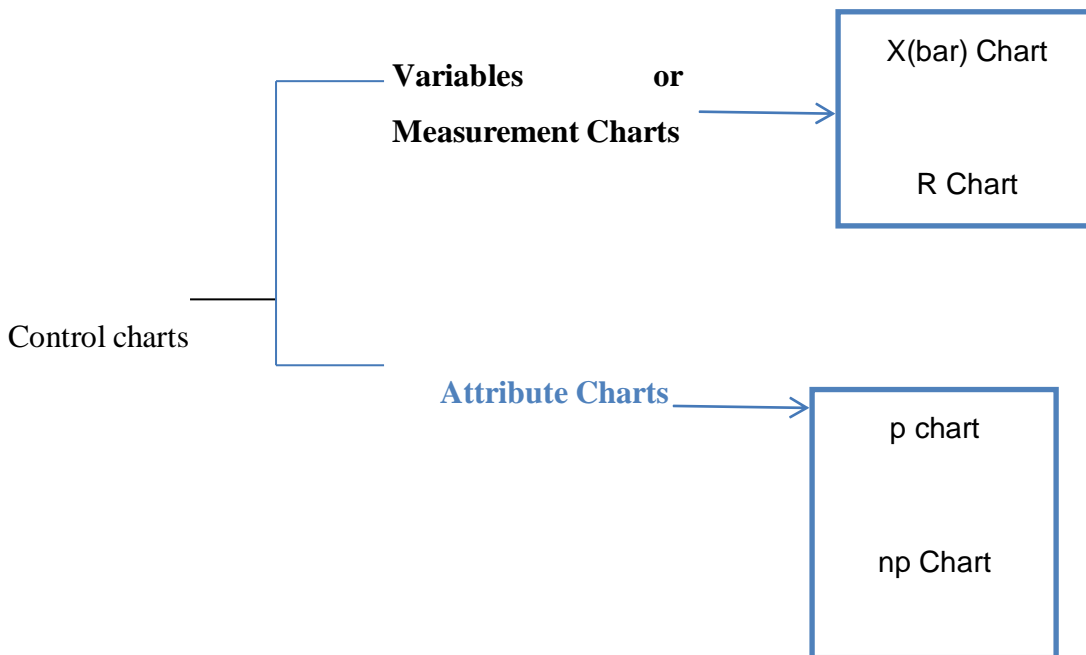 Control charts
Variables or
Measurement Charts
X(bar) Chart
R Chart
Attribute Charts
p chart
np Chart